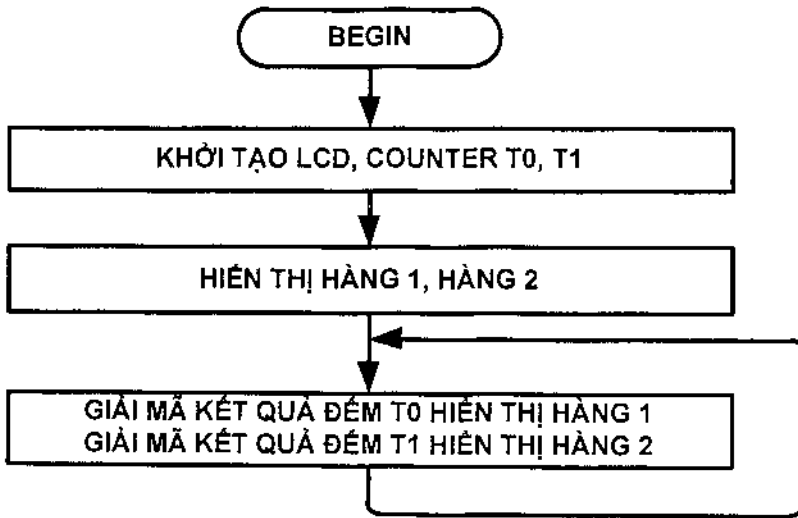 BEGIN
KHỞI TẠO LCD, COUNTER T0, T1
HIỂN THỊ HÀNG 1, HÀNG 2
GIẢI MÃ KẾT QUẢ ĐẾM T0 HIỂN THỊ HÀNG 1
GIẢI MÃ KẾT QUẢ ĐẾM T1 HIỂN THỊ HÀNG 2